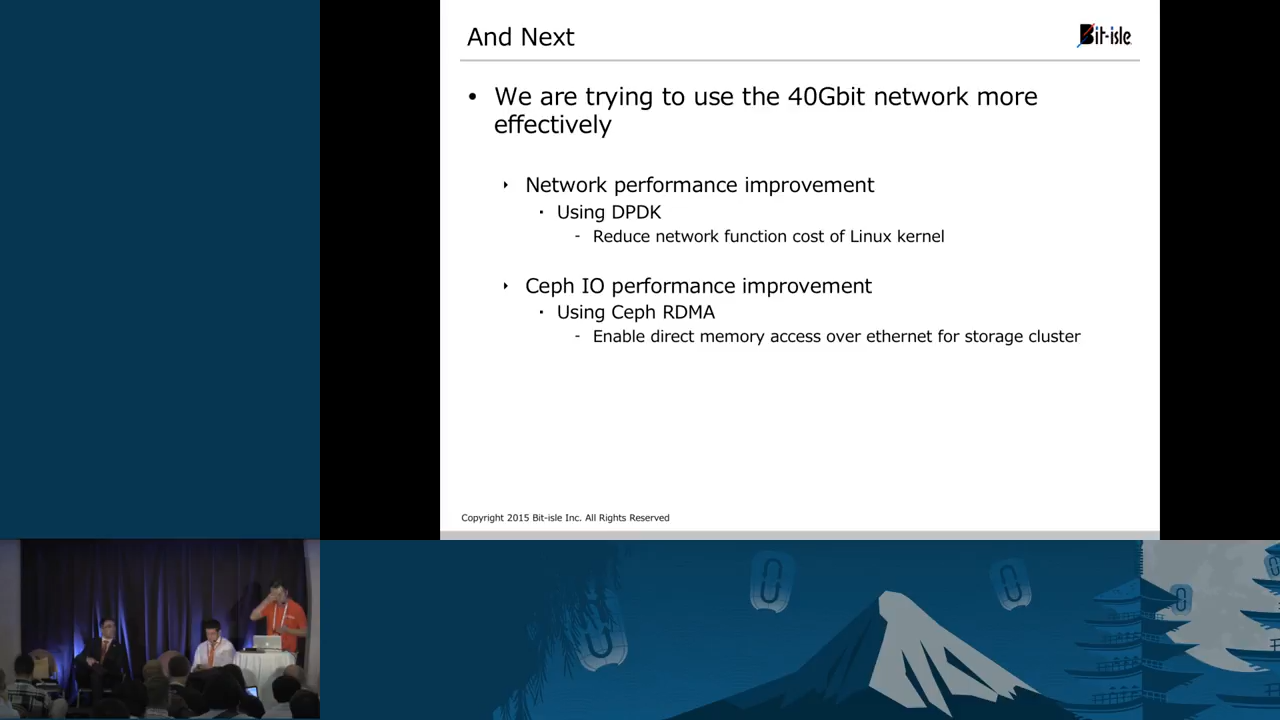 And Next
Bit-isle
• We are trying to use the 40Gbit network more
effectively
‣ Network performance improvement
▪ Using DPDK
- Reduce network function cost of Linux kernel
‣ Ceph IO performance improvement
▪ Using Ceph RDMA
- Enable direct memory access over ethernet for storage cluster
Copyright 2015 Bit-isle Inc. All Rights Reserved